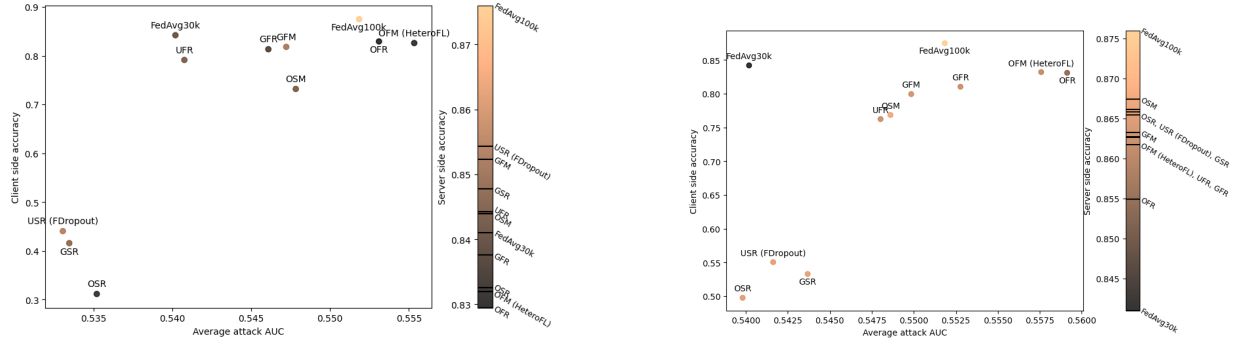 0.9
0.8
0.7
0.6
0.5
0.4
0.3
Client side accuracy
FedAvg30k
UFR
GFR
GFM
FedAvg100k
OFM (HeteroFL)
OFR
OSM
USR (FDropout)
GSR
OSR
0.535
0.540
0.545
0.550
0.555
Average attack AUC
Server side accuracy
0.87
0.86
0.85
0.84
0.83
FedAvg100k
USR (FDropout)
GFM
GSR
UFR
OSM
FedAvg30k
GFR
OSR
OFM (HeteroFL)
OFR
0.85
0.80
0.75
0.70
0.65
0.60
0.55
0.50
Client side accuracy
FedAvg30k
FedAvg100k
OFM (HeteroFL)
OFR
GFR
GFM
OSM
UFR
USR (FDropout)
GSR
OSR
0.5400
0.5425
0.5450
0.5475
0.5500
0.5525
0.5550
0.5575
0.5600
Average attack AUC
Server side accuracy
0.875
0.870
0.865
0.860
0.855
0.850
0.845
FedAvg100k
OSM
OSR, USR (FDropout), GSR
GFM
OFM (HeteroFL), UFR, GFR
OFR
FedAvg30k